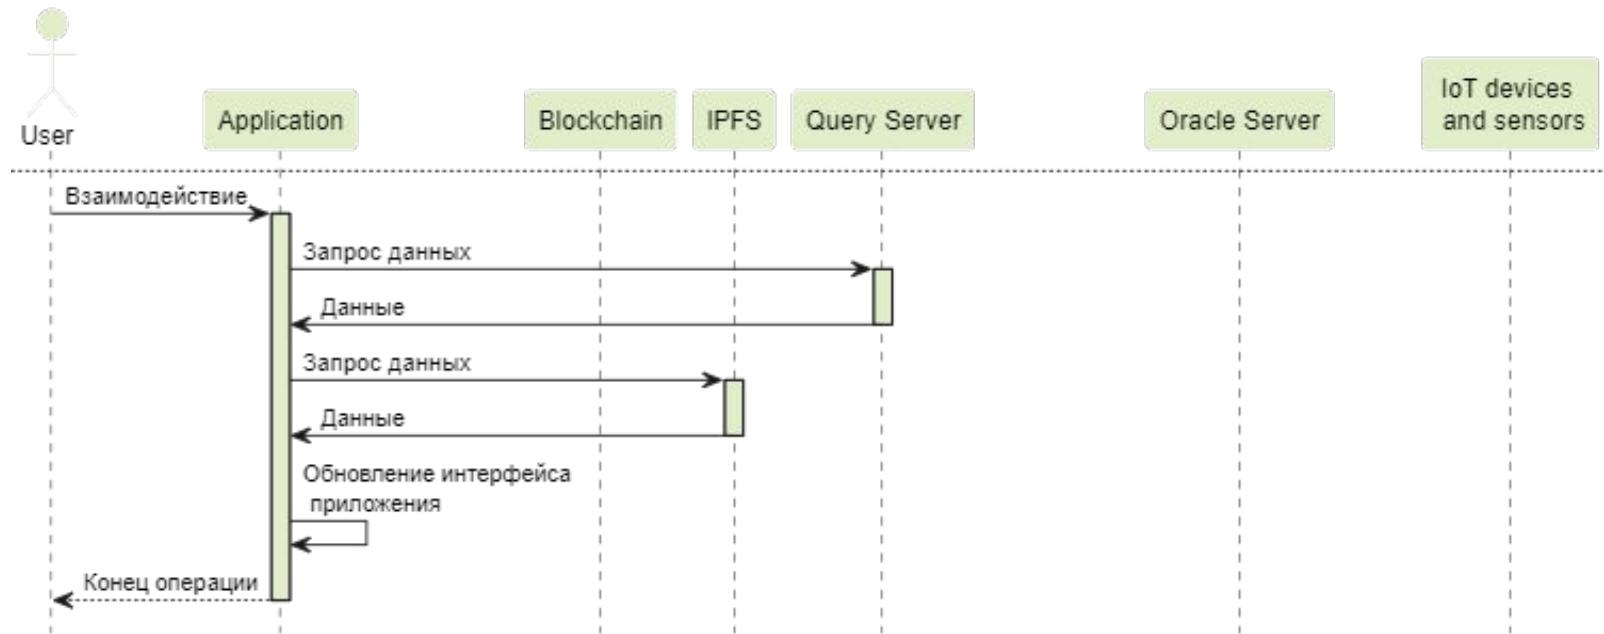 User
Application
Blockchain
IPFS
Query Server
Oracle Server
IoT devices
and sensors
Взаимодействие
Запрос данных
Данные
Запрос данных
Данные
Обновление интерфейса
приложения
Конец операции